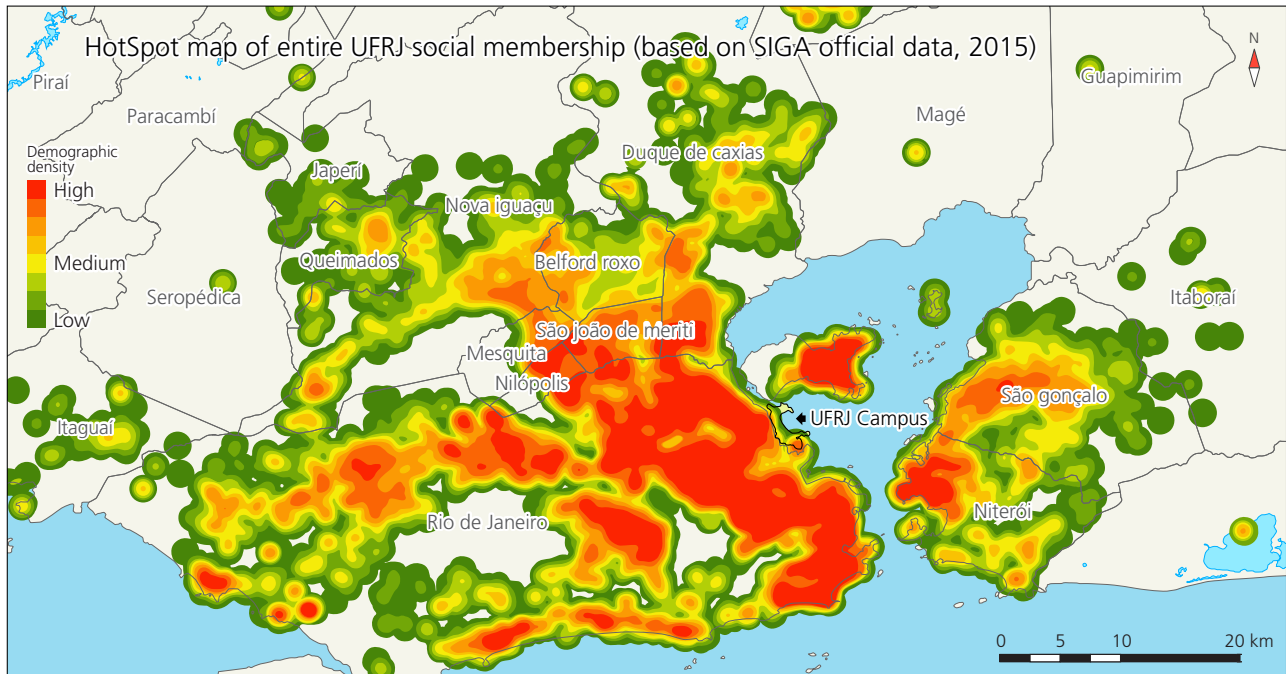 HotSpot map of entire UFRJ social membership (based on SIGA official data, 2015)
N
Piraí
Guapimirim
Paracambí
Magé
Demographic
density
High
Medium
Low
Duque de caxias
Japerí
Nova iguaçu
Queimados
Belford roxo
Seropédica
Itaboraí
São joão de meriti
Mesquita
Nilópolis
São gonçalo
UFRJ Campus
Itaguaí
Niterói
Rio de Janeiro
0 5 10 20 km